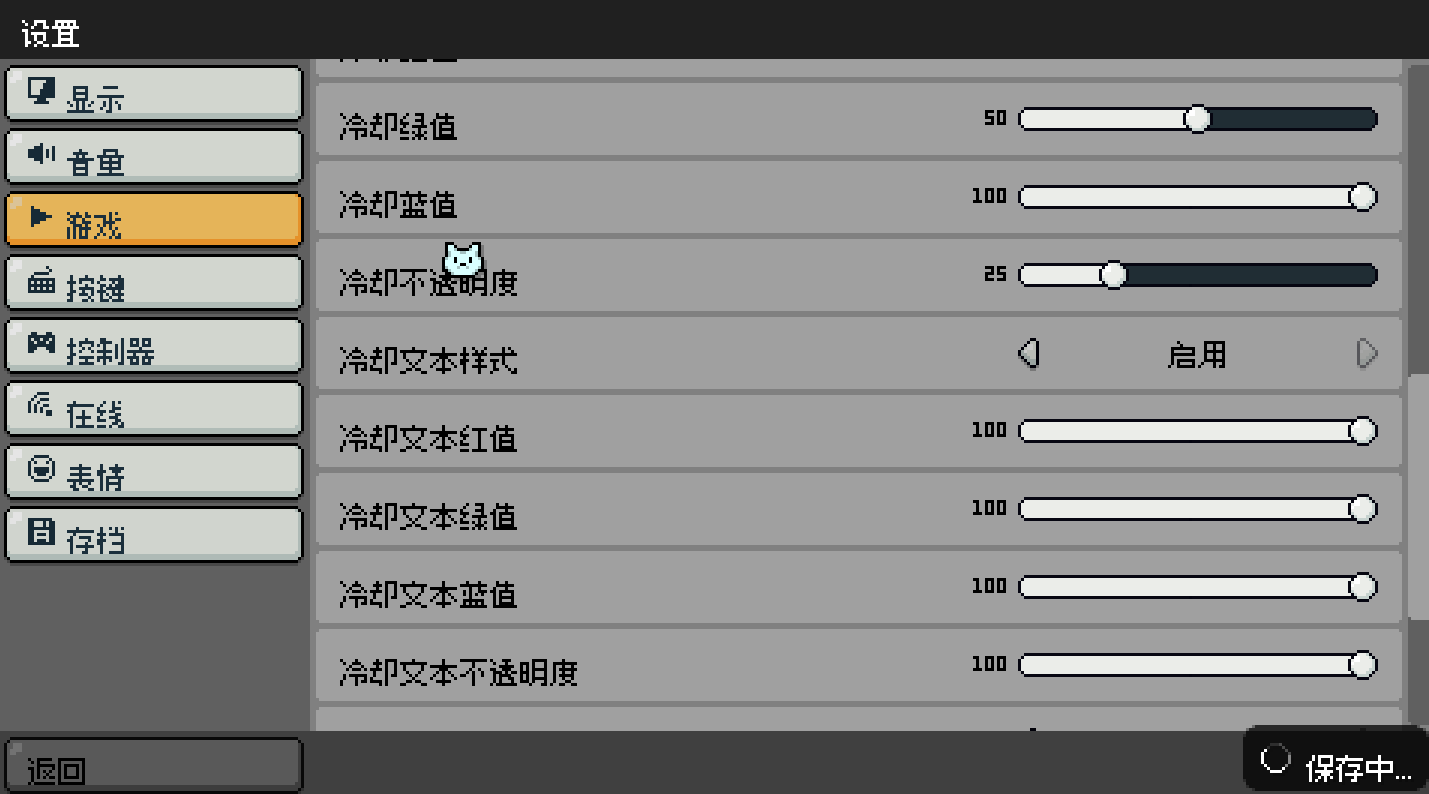 设置
显示
音量
游戏
按键
控制器
在线
表情
存档
返回
冷却绿值 50
冷却蓝值 100
冷却不透明度 25
冷却文本样式 启用
冷却文本红值 100
冷却文本绿值 100
冷却文本蓝值 100
冷却文本不透明度 100
保存中...